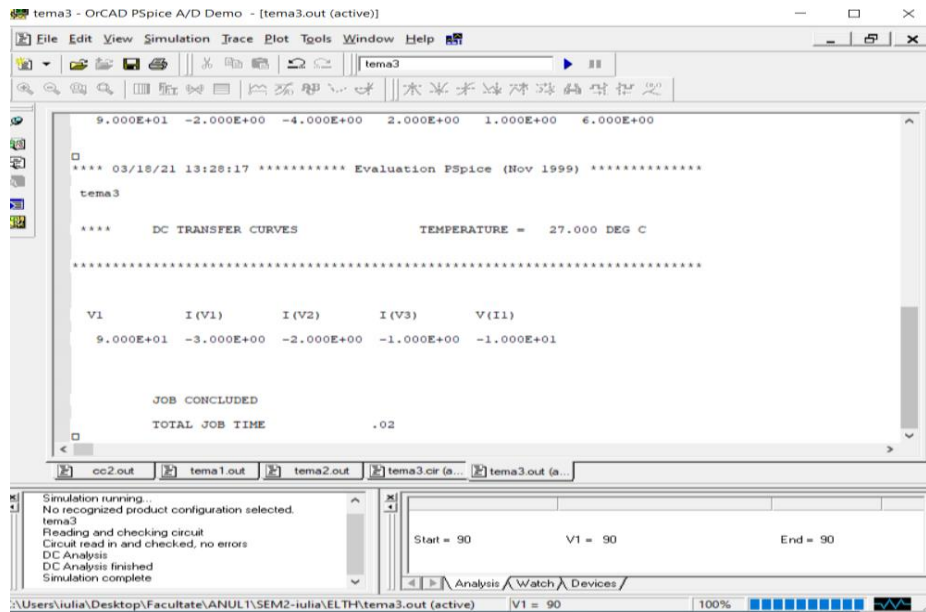 tema3 - OrCAD PSpice A/D Demo - [tema3.out (active)]
File Edit View Simulation Trace Plot Tools Window Help
tema3
9.000E+01 -2.000E+00 -4.000E+00 2.000E+00 1.000E+00 6.000E+00
**** 03/18/21 13:28:17 *********** Evaluation PSpice (Nov 1999) **************
tema3
**** DC TRANSFER CURVES TEMPERATURE = 27.000 DEG C
******************************************************************************
V1 I(V1) I(V2) I(V3) V(I1)
9.000E+01 -3.000E+00 -2.000E+00 -1.000E+00 -1.000E+01
JOB CONCLUDED
TOTAL JOB TIME .02
cc2.out tema1.out tema2.out tema3.cir (a... tema3.out (a...
Simulation running...
No recognized product configuration selected.
tema3
Reading and checking circuit
Circuit read in and checked, no errors
DC Analysis
DC Analysis finished
Simulation complete
Start = 90 V1 = 90 End = 90
Analysis Watch Devices
:\Users\iulia\Desktop\Facultate\ANUL1\SEM2-iulia\ELTH\tema3.out (active) V1 = 90 100%